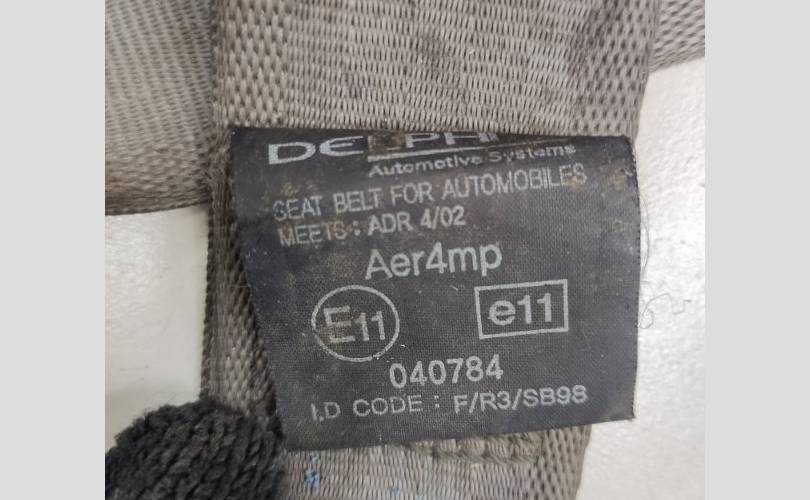 DELPHI
Automotive Systems
SEAT BELT FOR AUTOMOBILES
MEETS : ADR 4/02
Aer4mp
E11 e11
040784
I.D CODE : F/R3/SB98